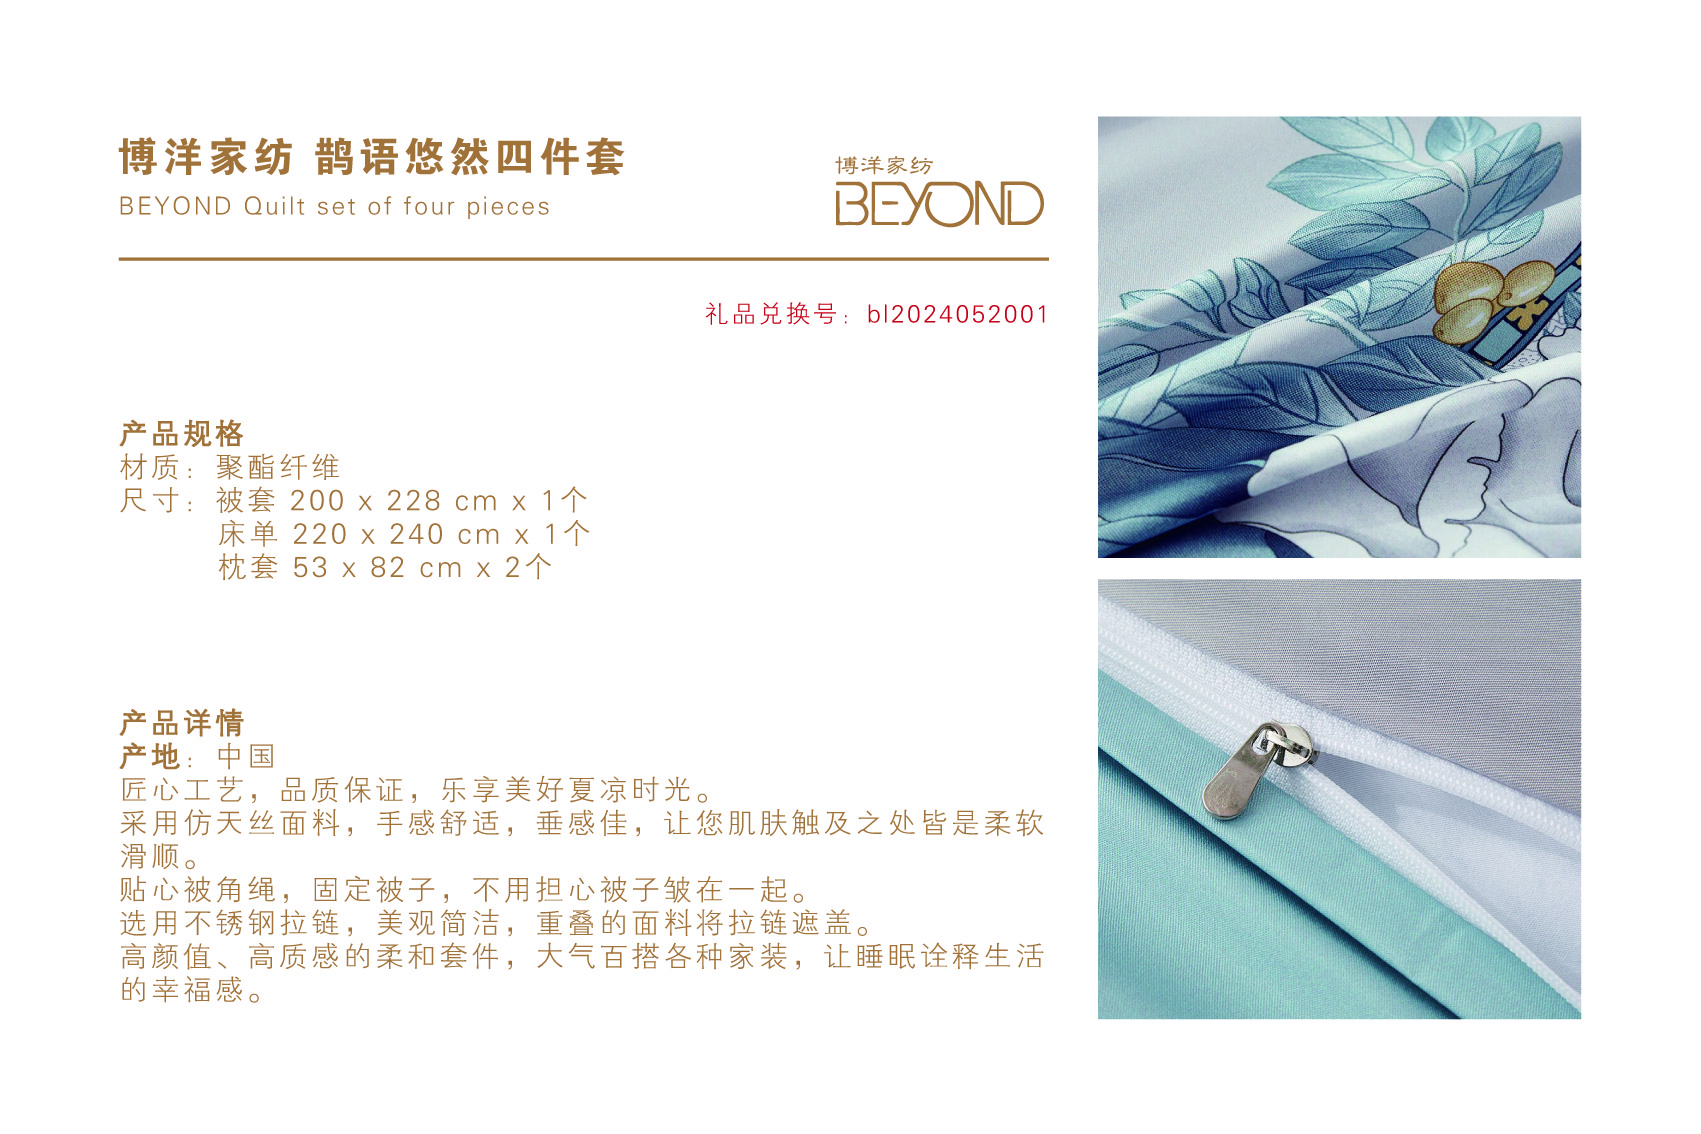 博洋家纺 鹊语悠然四件套
BEYOND Quilt set of four pieces
博洋家纺
BEYOND
礼品兑换号：bl2024052001
产品规格
材质：聚酯纤维
尺寸：被套 200 x 228 cm x 1个
床单 220 x 240 cm x 1个
枕套 53 x 82 cm x 2个
产品详情
产地：中国
匠心工艺，品质保证，乐享美好夏凉时光。
采用仿天丝面料，手感舒适，垂感佳，让您肌肤触及之处皆是柔软
滑顺。
贴心被角绳，固定被子，不用担心被子皱在一起。
选用不锈钢拉链，美观简洁，重叠的面料将拉链遮盖。
高颜值、高质感的柔和套件，大气百搭各种家装，让睡眠诠释生活
的幸福感。